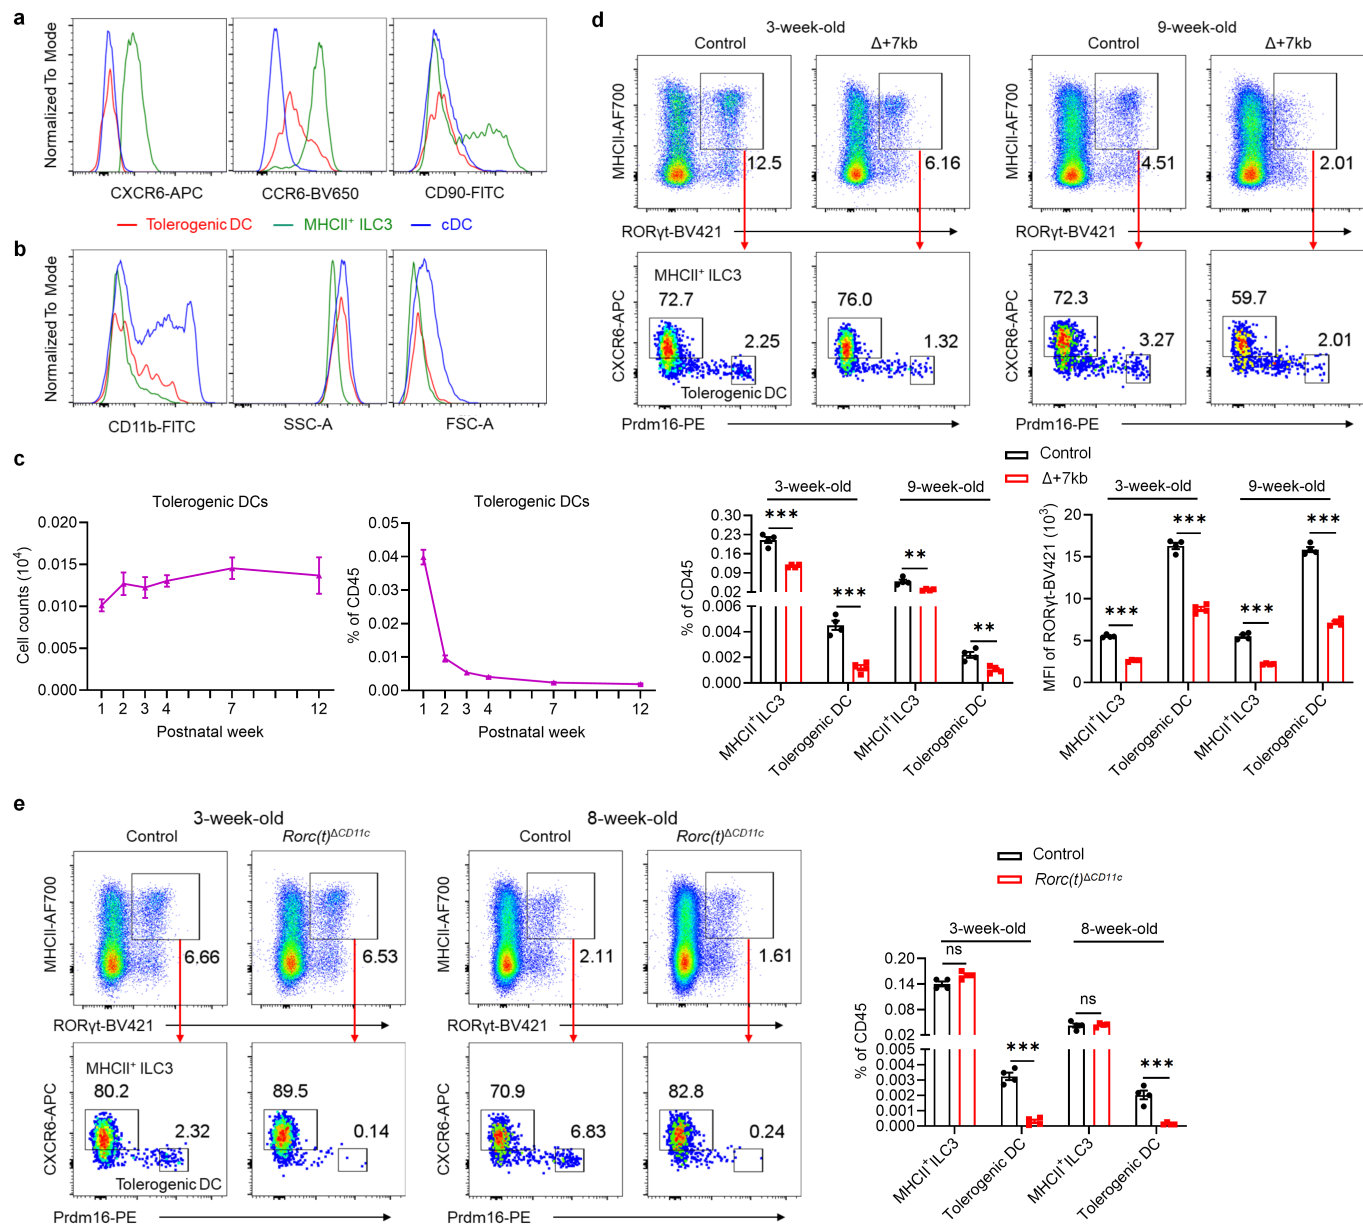 a
Normalized To Mode
CXCR6-APC
CCR6-BV650
CD90-FITC
Tolerogenic DC
MHCII⁺ ILC3
cDC
b
Normalized To Mode
CD11b-FITC
SSC-A
FSC-A
c
Tolerogenic DCs
Cell counts (10⁴)
0.020
0.015
0.010
0.005
0.000
1 2 3 4 7 12
Postnatal week
Tolerogenic DCs
% of CD45
0.05
0.04
0.03
0.02
0.01
0.00
1 2 3 4 7 12
Postnatal week
d
3-week-old
9-week-old
Control
Δ+7kb
Control
Δ+7kb
MHCII-AF700
12.5
6.16
MHCII-AF700
4.51
2.01
RORγt-BV421
RORγt-BV421
CXCR6-APC
MHCII⁺ ILC3
72.7
2.25
Tolerogenic DC
76.0
1.32
CXCR6-APC
72.3
3.27
59.7
2.01
Prdm16-PE
Prdm16-PE
Control
Δ+7kb
3-week-old
9-week-old
% of CD45
0.30
0.23
0.16
0.09
0.02
0.006
0.004
0.002
0.000
***
***
**
**
MHCII⁺ILC3
Tolerogenic DC
MHCII⁺ILC3
Tolerogenic DC
3-week-old
9-week-old
MFI of RORγt-BV421 (10³)
20
15
10
5
0
***
***
***
***
MHCII⁺ILC3
Tolerogenic DC
MHCII⁺ILC3
Tolerogenic DC
e
3-week-old
8-week-old
Control
Rorc(t)ᐃCD11c
Control
Rorc(t)ᐃCD11c
MHCII-AF700
6.66
6.53
MHCII-AF700
2.11
1.61
RORγt-BV421
RORγt-BV421
CXCR6-APC
MHCII⁺ ILC3
80.2
2.32
Tolerogenic DC
89.5
0.14
CXCR6-APC
70.9
6.83
82.8
0.24
Prdm16-PE
Prdm16-PE
Control
Rorc(t)ᐃCD11c
3-week-old
8-week-old
% of CD45
0.20
0.14
0.08
0.02
0.005
0.004
0.003
0.002
0.001
0.000
ns
***
ns
***
MHCII⁺ILC3
Tolerogenic DC
MHCII⁺ILC3
Tolerogenic DC